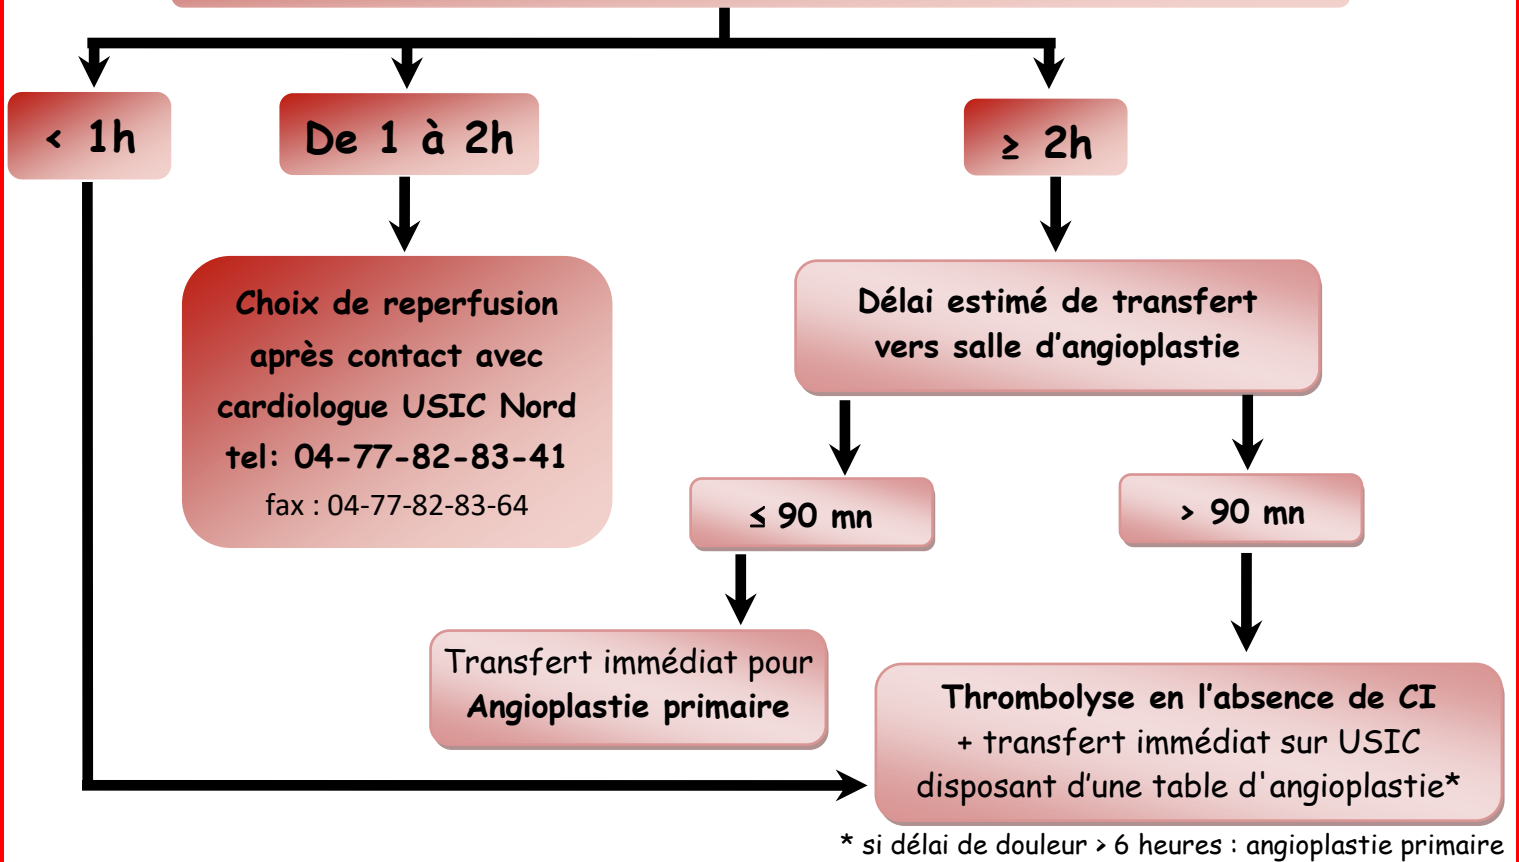 < 1h
De 1 à 2h
≥ 2h
Choix de reperfusion
après contact avec
cardiologue USIC Nord
tel: 04-77-82-83-41
fax : 04-77-82-83-64
Délai estimé de transfert
vers salle d’angioplastie
≤ 90 mn
> 90 mn
Transfert immédiat pour
Angioplastie primaire
Thrombolyse en l’absence de CI
+ transfert immédiat sur USIC
disposant d’une table d'angioplastie*
* si délai de douleur > 6 heures : angioplastie primaire